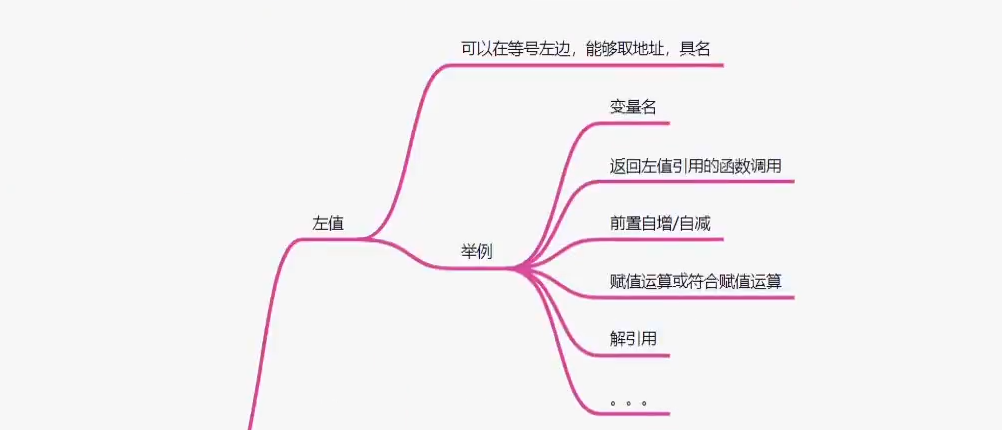 可以在等号左边，能够取地址，具名
变量名
返回左值引用的函数调用
左值
前置自增/自减
举例
赋值运算或符合赋值运算
解引用
。。。